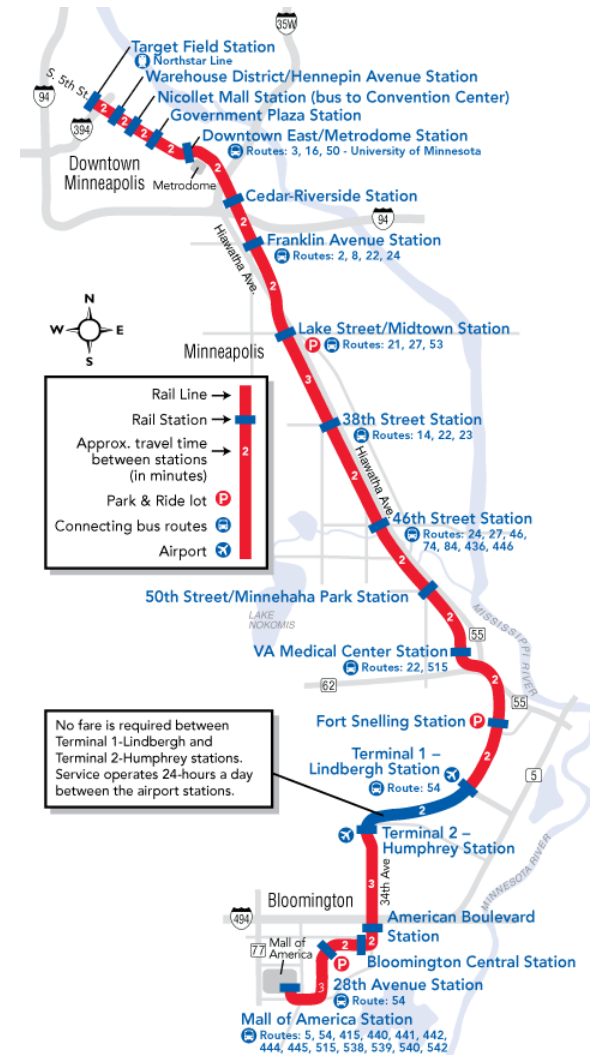 35W
Target Field Station
Northstar Line
S. 5th St.
Warehouse District/Hennepin Avenue Station
94
Nicollet Mall Station (bus to Convention Center)
2
2
2
2
394
Government Plaza Station
Downtown East/Metrodome Station
Routes: 3, 16, 50 - University of Minnesota
Downtown
Minneapolis
Metrodome
2
Cedar-Riverside Station
94
2
Franklin Avenue Station
Routes: 2, 8, 22, 24
Hiawatha Ave.
2
N
W
E
S
Lake Street/Midtown Station
P
Routes: 21, 27, 53
Minneapolis
3
Rail Line
Rail Station
Approx. travel time
between stations
(in minutes)
2
Park & Ride lot
P
Connecting bus routes
Airport
38th Street Station
Routes: 14, 22, 23
Hiawatha Ave.
2
46th Street Station
Routes: 24, 27, 46,
74, 84, 436, 446
2
50th Street/Minnehaha Park Station
LAKE
NOKOMIS
MISSISSIPPI RIVER
2
55
VA Medical Center Station
Routes: 22, 515
62
2
55
Fort Snelling Station
P
No fare is required between
Terminal 1-Lindbergh and
Terminal 2-Humphrey stations.
Service operates 24-hours a day
between the airport stations.
2
Terminal 1 –
Lindbergh Station
Route: 54
5
2
Terminal 2 –
Humphrey Station
MINNESOTA RIVER
34th Ave
3
Bloomington
494
American Boulevard
Station
77
Mall of
America
2
2
P
Bloomington Central Station
3
28th Avenue Station
Route: 54
Mall of America Station
Routes: 5, 54, 415, 440, 441, 442,
444, 445, 515, 538, 539, 540, 542